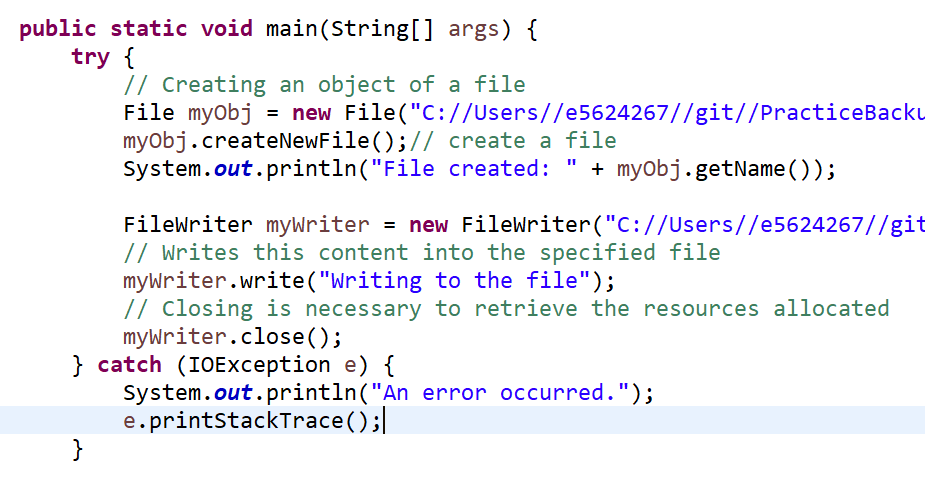 public static void main(String[] args) {
try {
// Creating an object of a file
File myObj = new File("C://Users//e5624267//git//PracticeBacku
myObj.createNewFile();// create a file
System.out.println("File created: " + myObj.getName());
FileWriter myWriter = new FileWriter("C://Users//e5624267//git
// Writes this content into the specified file
myWriter.write("Writing to the file");
// Closing is necessary to retrieve the resources allocated
myWriter.close();
} catch (IOException e) {
System.out.println("An error occurred.");
e.printStackTrace();
}